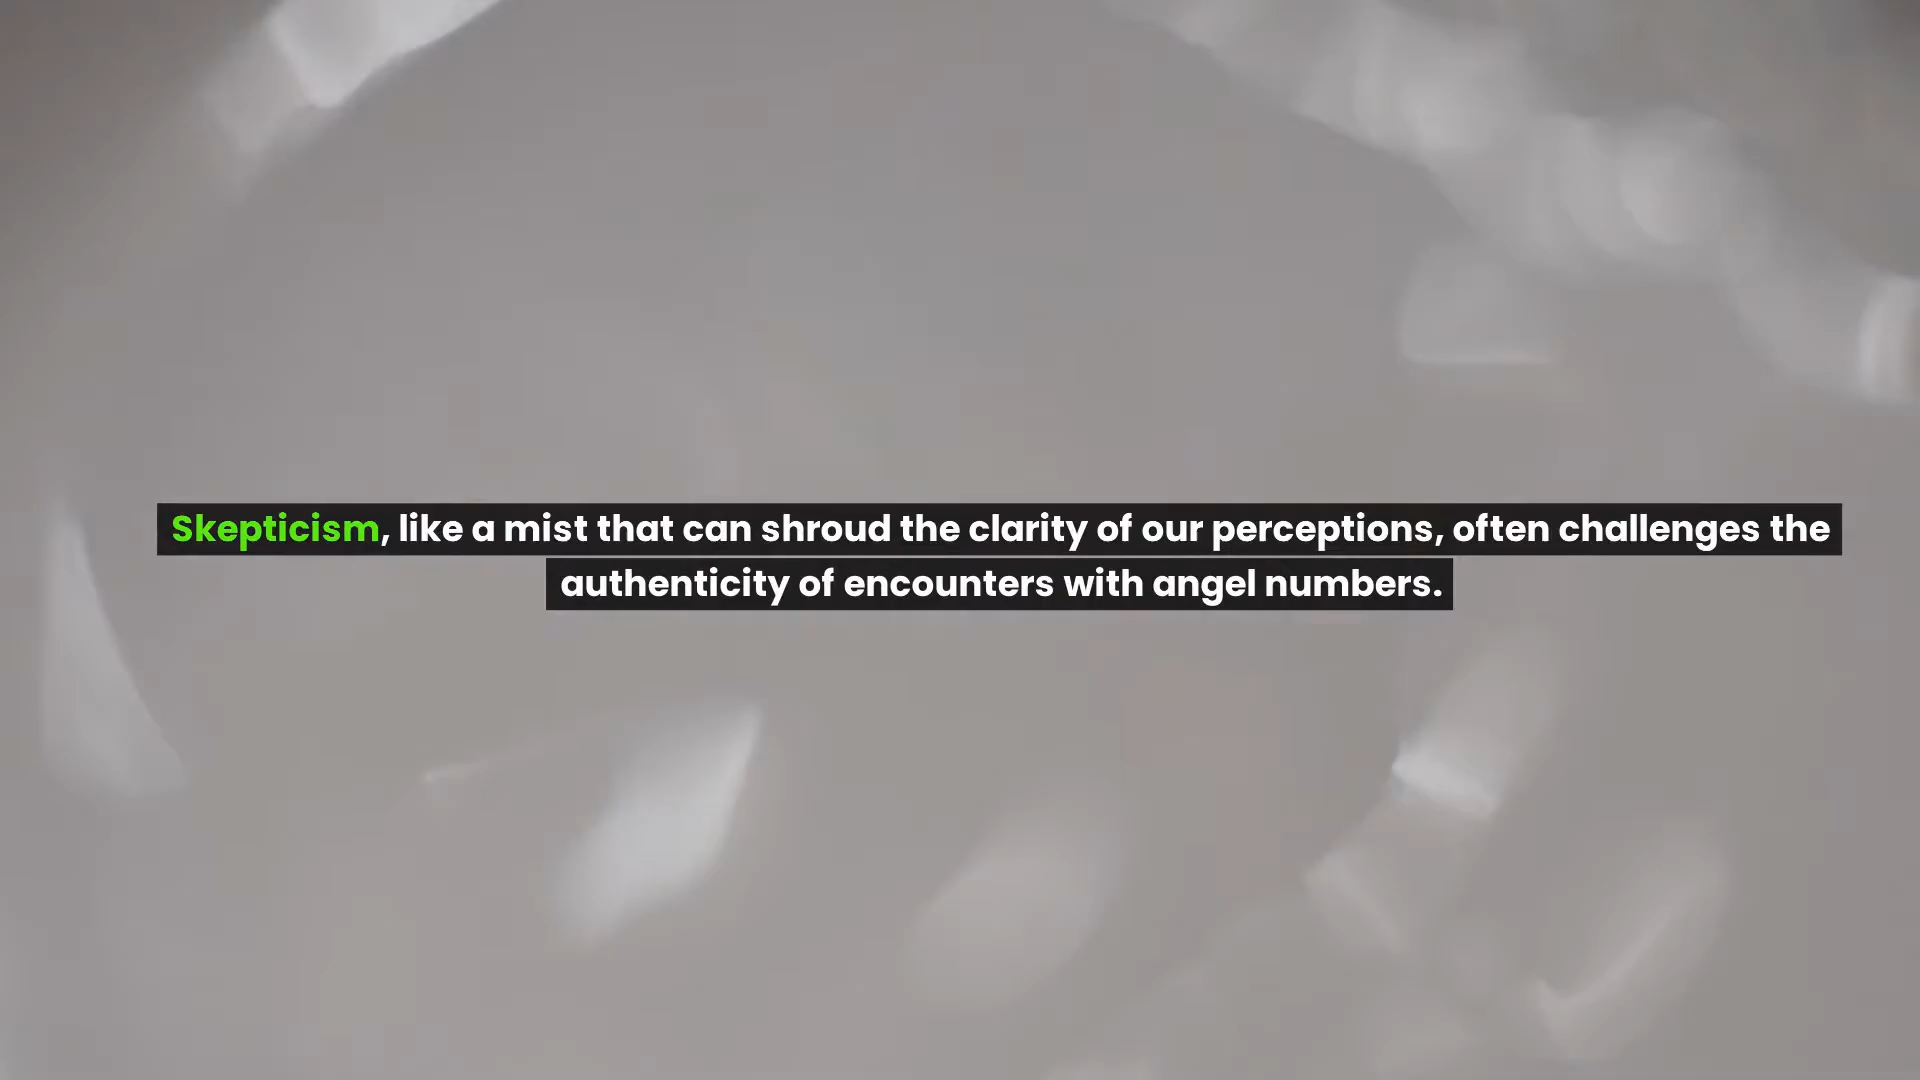 Skepticism, like a mist that can shroud the clarity of our perceptions, often challenges the
authenticity of encounters with angel numbers.